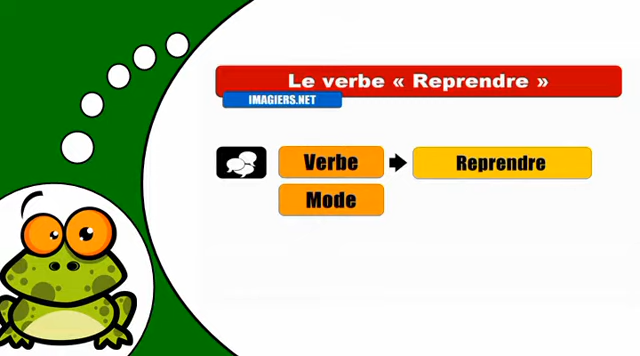 Le verbe « Reprendre »
IMAGIERS.NET
Verbe Reprendre
Mode